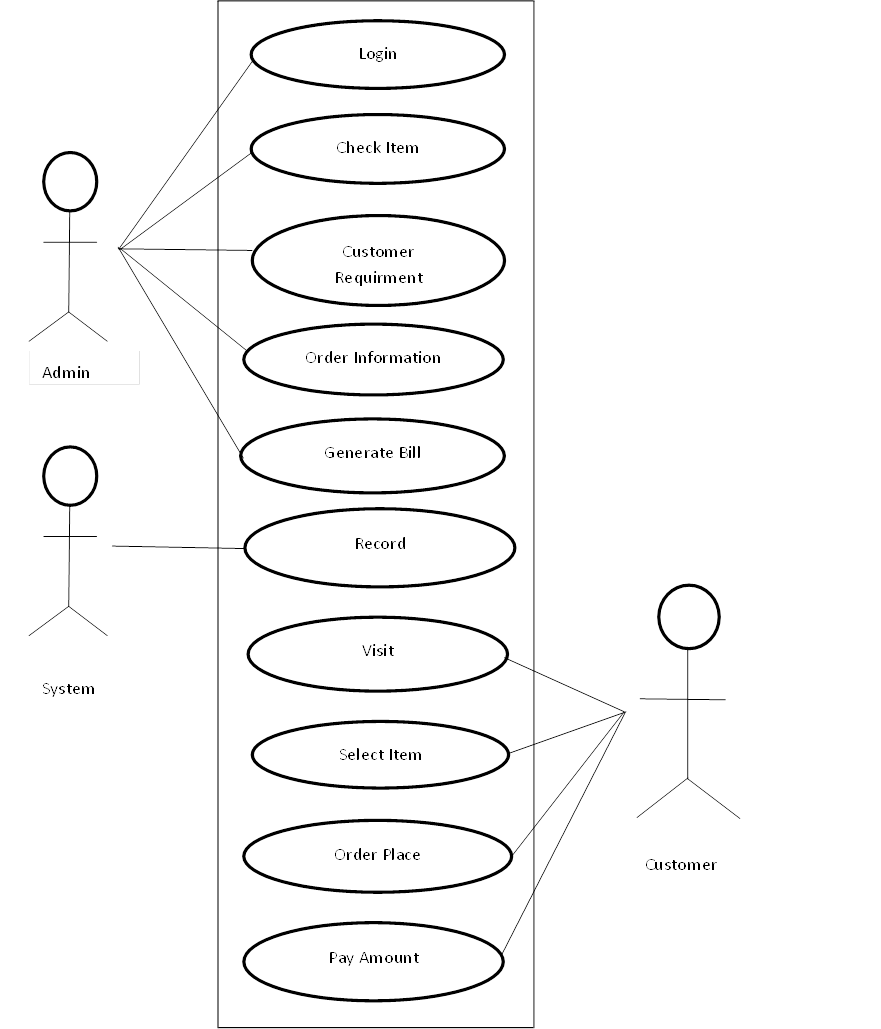 Login
Check Item
Customer
Requirment
Order Information
Admin
Generate Bill
Record
Visit
System
Select Item
Order Place
Customer
Pay Amount